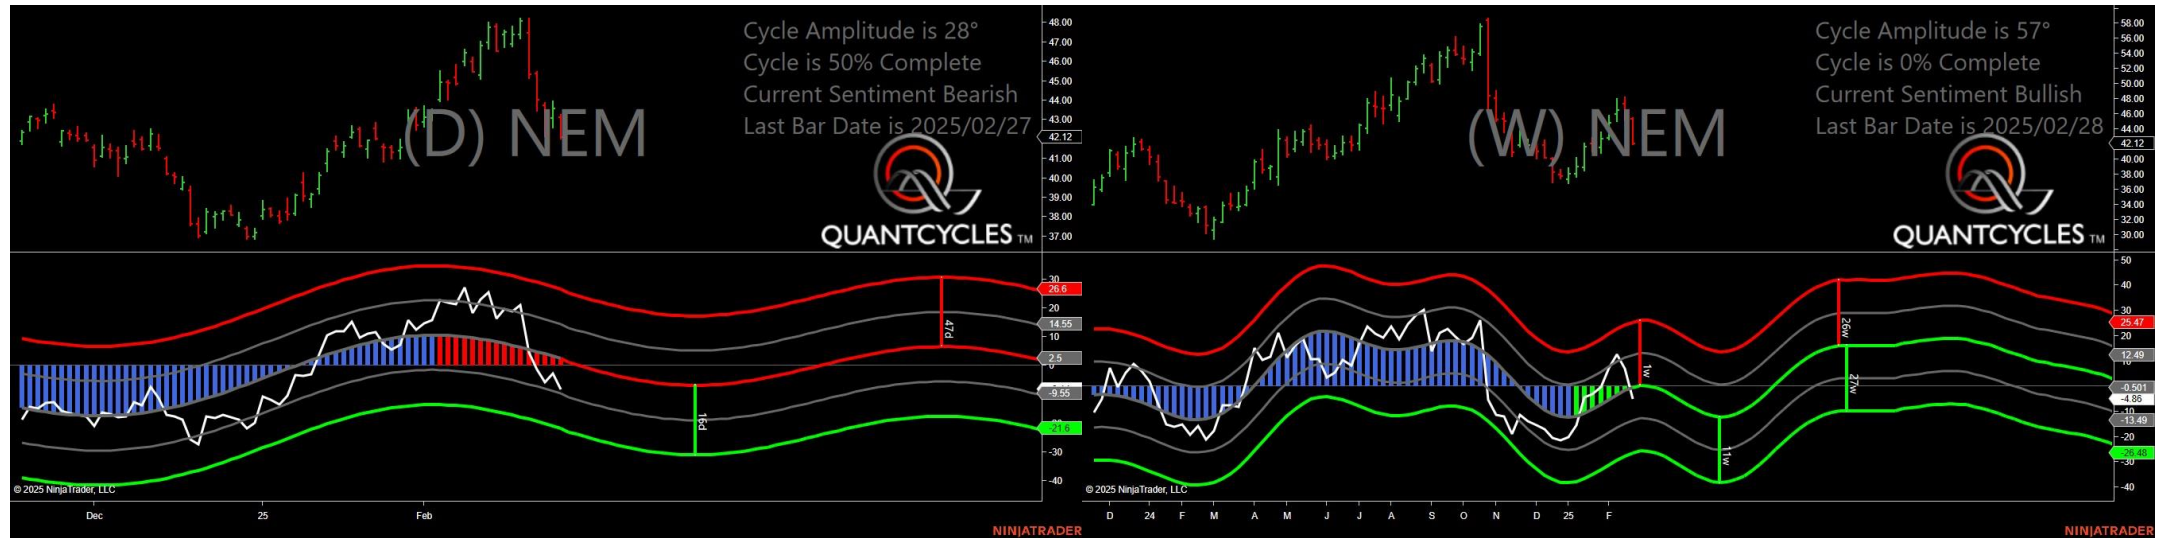 Cycle Amplitude is 28°
Cycle is 50% Complete
Current Sentiment Bearish
Last Bar Date is 2025/02/27
(D) NEM
QUANTCYCLES TM
48.00
47.00
46.00
45.00
44.00
43.00
42.12
41.00
40.00
39.00
38.00
37.00
30
26.6
20
14.55
10
2.5
0
-9.55
-21.6
-30
-40
47d
16d
© 2025 NinjaTrader, LLC
Dec
25
Feb
NINJATRADER
Cycle Amplitude is 57°
Cycle is 0% Complete
Current Sentiment Bullish
Last Bar Date is 2025/02/28
(W) NEM
QUANTCYCLES TM
58.00
56.00
54.00
52.00
50.00
48.00
46.00
44.00
42.12
40.00
38.00
36.00
34.00
32.00
30.00
50
40
30
25.47
20
12.49
10
-0.501
-4.86
-10
-13.49
-20
-26.48
-30
-40
1w
11w
26w
27w
© 2025 NinjaTrader, LLC
D
24
F
M
A
M
J
J
A
S
O
N
D
25
F
NINJATRADER